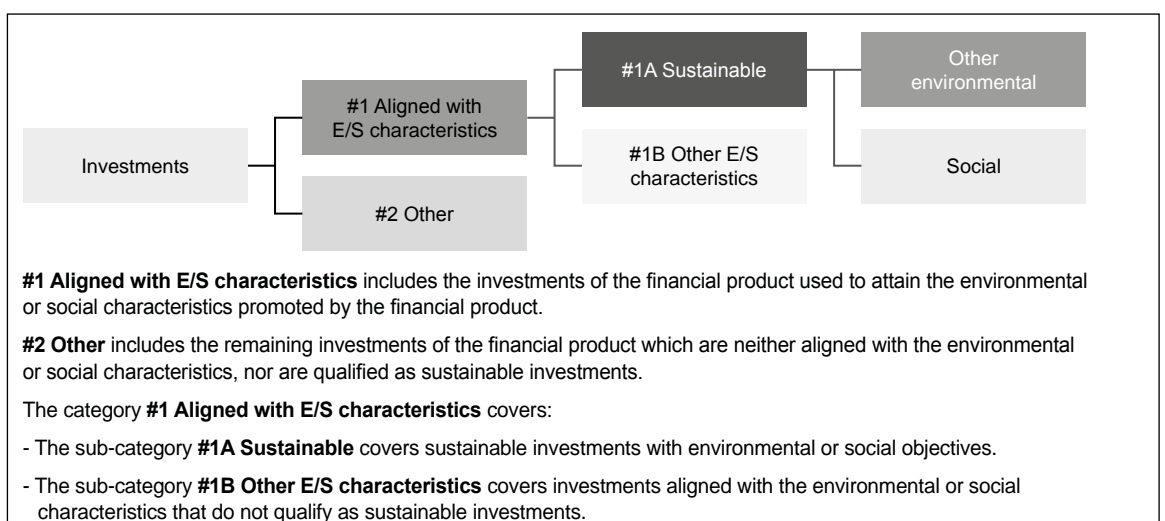 #1A Sustainable
Other
environmental
#1 Aligned with
E/S characteristics
Investments
#1B Other E/S
characteristics
Social
#2 Other
#1 Aligned with E/S characteristics includes the investments of the financial product used to attain the environmental
or social characteristics promoted by the financial product.
#2 Other includes the remaining investments of the financial product which are neither aligned with the environmental
or social characteristics, nor are qualified as sustainable investments.
The category #1 Aligned with E/S characteristics covers:
- The sub-category #1A Sustainable covers sustainable investments with environmental or social objectives.
- The sub-category #1B Other E/S characteristics covers investments aligned with the environmental or social
characteristics that do not qualify as sustainable investments.